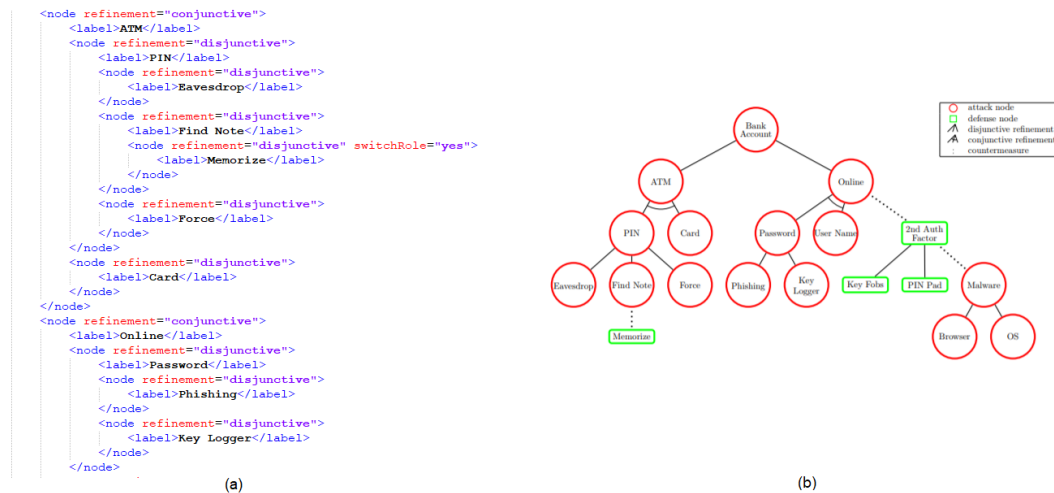 <node refinement="conjunctive">
<label>ATM</label>
<node refinement="disjunctive">
<label>PIN</label>
<node refinement="disjunctive">
<label>Eavesdrop</label>
</node>
<node refinement="disjunctive">
<label>Find Note</label>
<node refinement="disjunctive" switchRole="yes">
<label>Memorize</label>
</node>
</node>
<node refinement="disjunctive">
<label>Force</label>
</node>
</node>
<node refinement="disjunctive">
<label>Card</label>
</node>
</node>
<node refinement="conjunctive">
<label>Online</label>
<node refinement="disjunctive">
<label>Password</label>
<node refinement="disjunctive">
<label>Phishing</label>
</node>
<node refinement="disjunctive">
<label>Key Logger</label>
</node>
</node>
(a)
attack node
defense node
disjunctive refinement
conjunctive refinement
countermeasure
Bank
Account
ATM
Online
PIN
Card
Password
User Name
2nd Auth
Factor
Eavesdrop
Find Note
Force
Phishing
Key
Logger
Key Fobs
PIN Pad
Malware
Memorize
Browser
OS
(b)